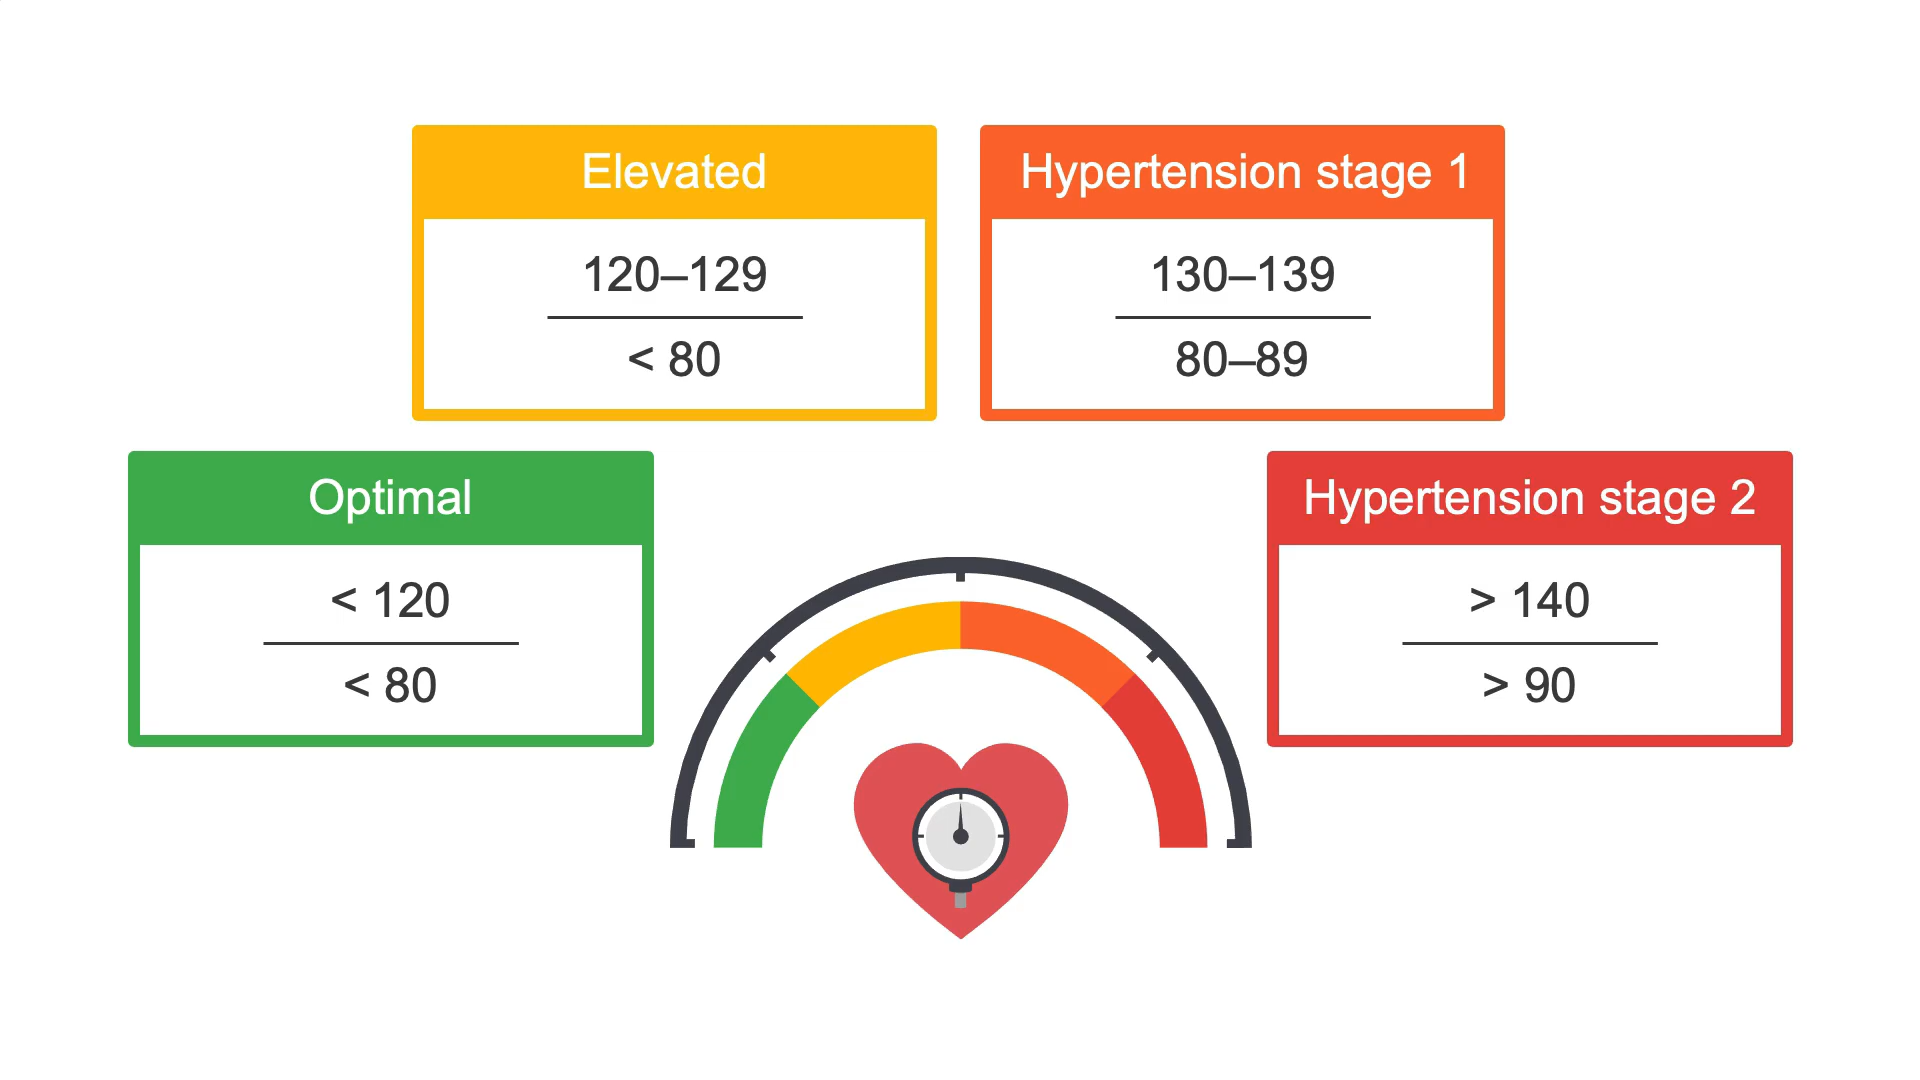 Elevated
120–129
< 80
Hypertension stage 1
130–139
80–89
Optimal
< 120
< 80
Hypertension stage 2
> 140
> 90